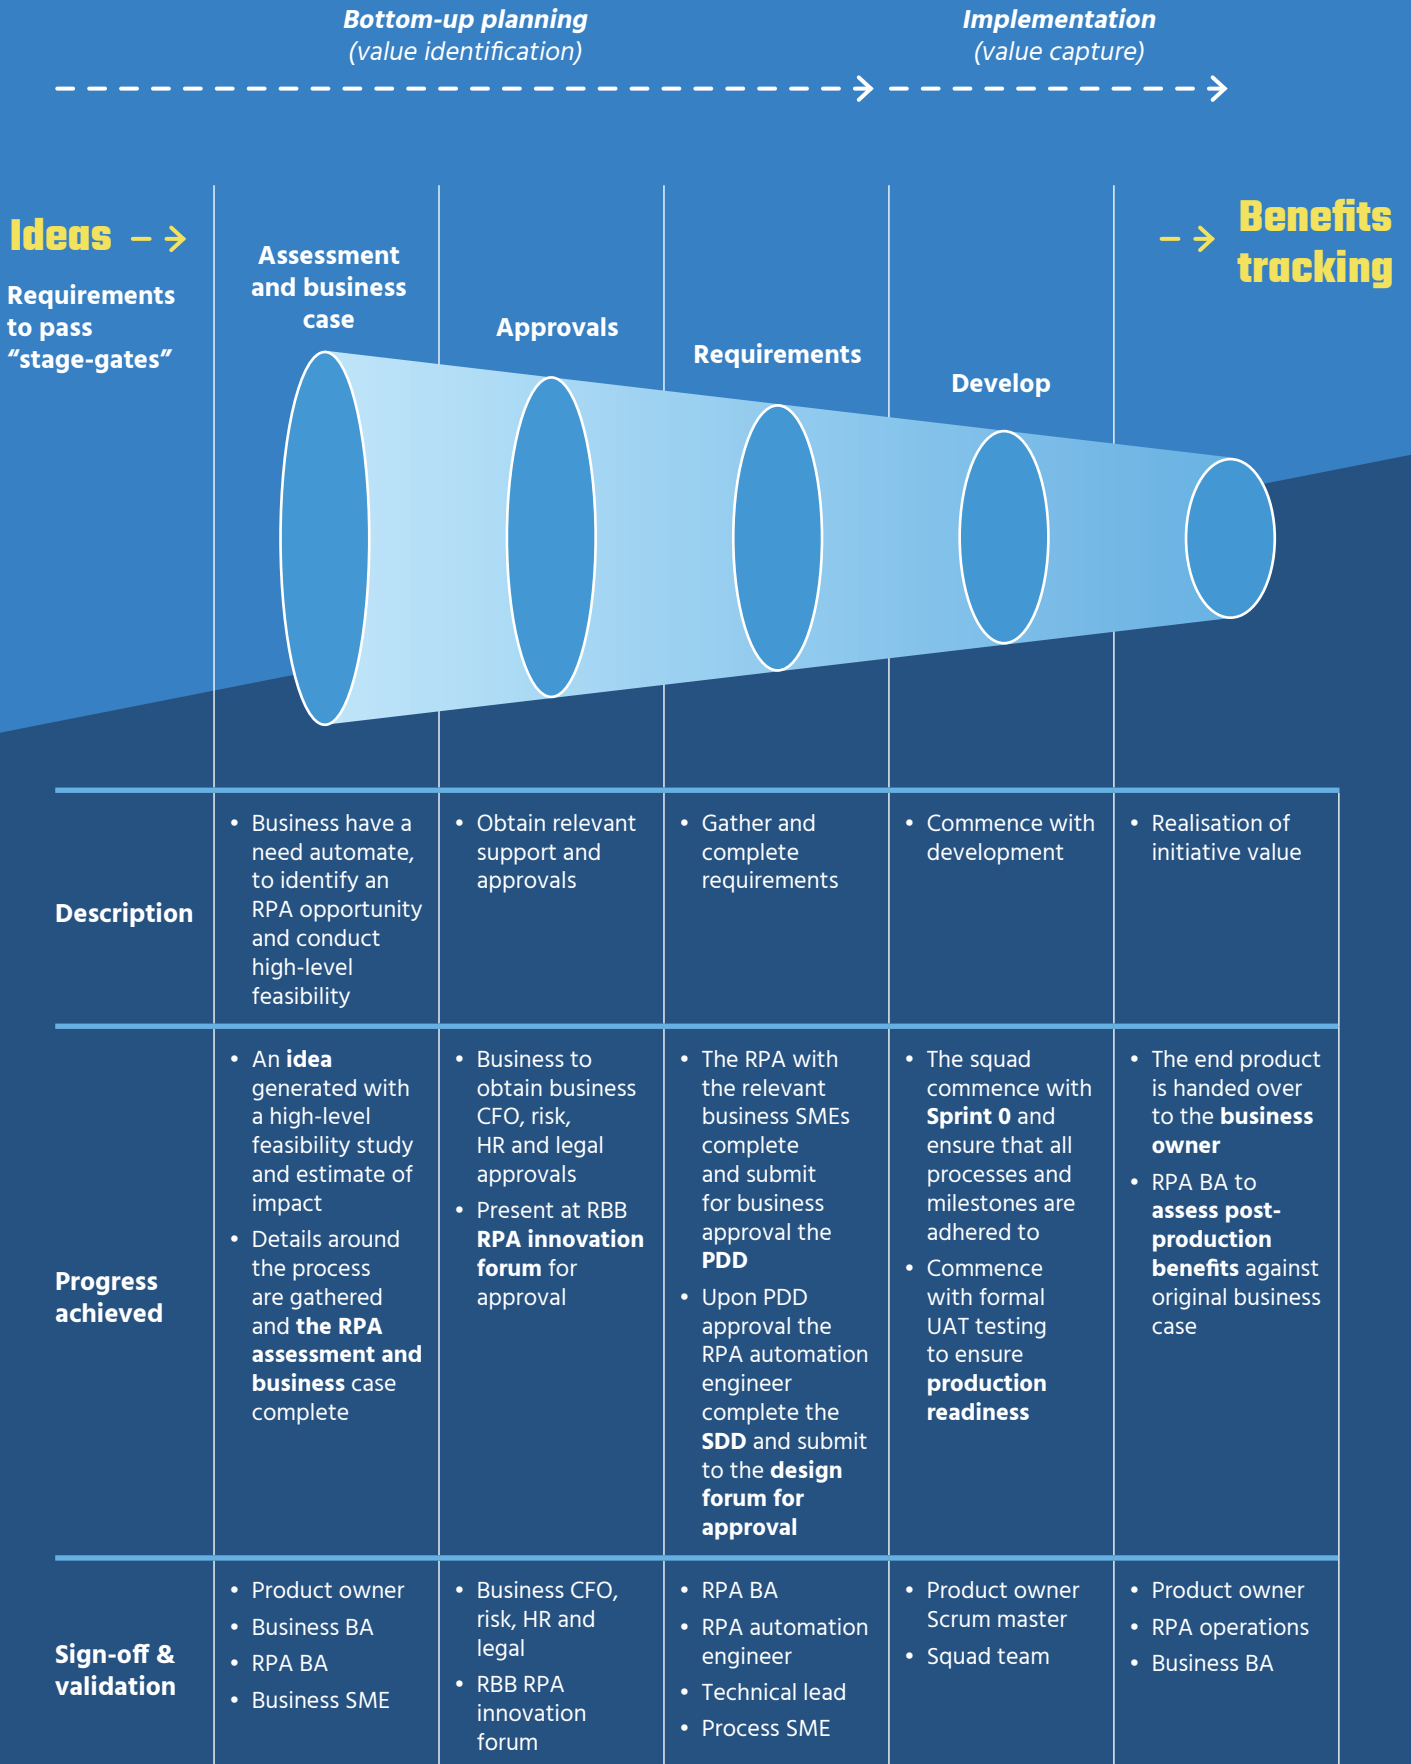 Bottom-up planning
(value identification)
Implementation
(value capture)
Ideas
Requirements
to pass
“stage-gates”
Assessment
and business
case
Approvals
Requirements
Develop
Benefits
tracking
Description
• Business have a
need automate,
to identify an
RPA opportunity
and conduct
high-level
feasibility
• Obtain relevant
support and
approvals
• Gather and
complete
requirements
• Commence with
development
• Realisation of
initiative value
Progress
achieved
• An idea
generated with
a high-level
feasibility study
and estimate of
impact
• Details around
the process
are gathered
and the RPA
assessment and
business case
complete
• Business to
obtain business
CFO, risk,
HR and legal
approvals
• Present at RBB
RPA innovation
forum for
approval
• The RPA with
the relevant
business SMEs
complete
and submit
for business
approval the
PDD
• Upon PDD
approval the
RPA automation
engineer
complete the
SDD and submit
to the design
forum for
approval
• The squad
commence with
Sprint 0 and
ensure that all
processes and
milestones are
adhered to
• Commence
with formal
UAT testing
to ensure
production
readiness
• The end product
is handed over
to the business
owner
• RPA BA to
assess post-
production
benefits against
original business
case
Sign-off &
validation
• Product owner
• Business BA
• RPA BA
• Business SME
• Business CFO,
risk, HR and
legal
• RBB RPA
innovation
forum
• RPA BA
• RPA automation
engineer
• Technical lead
• Process SME
• Product owner
Scrum master
• Squad team
• Product owner
• RPA operations
• Business BA